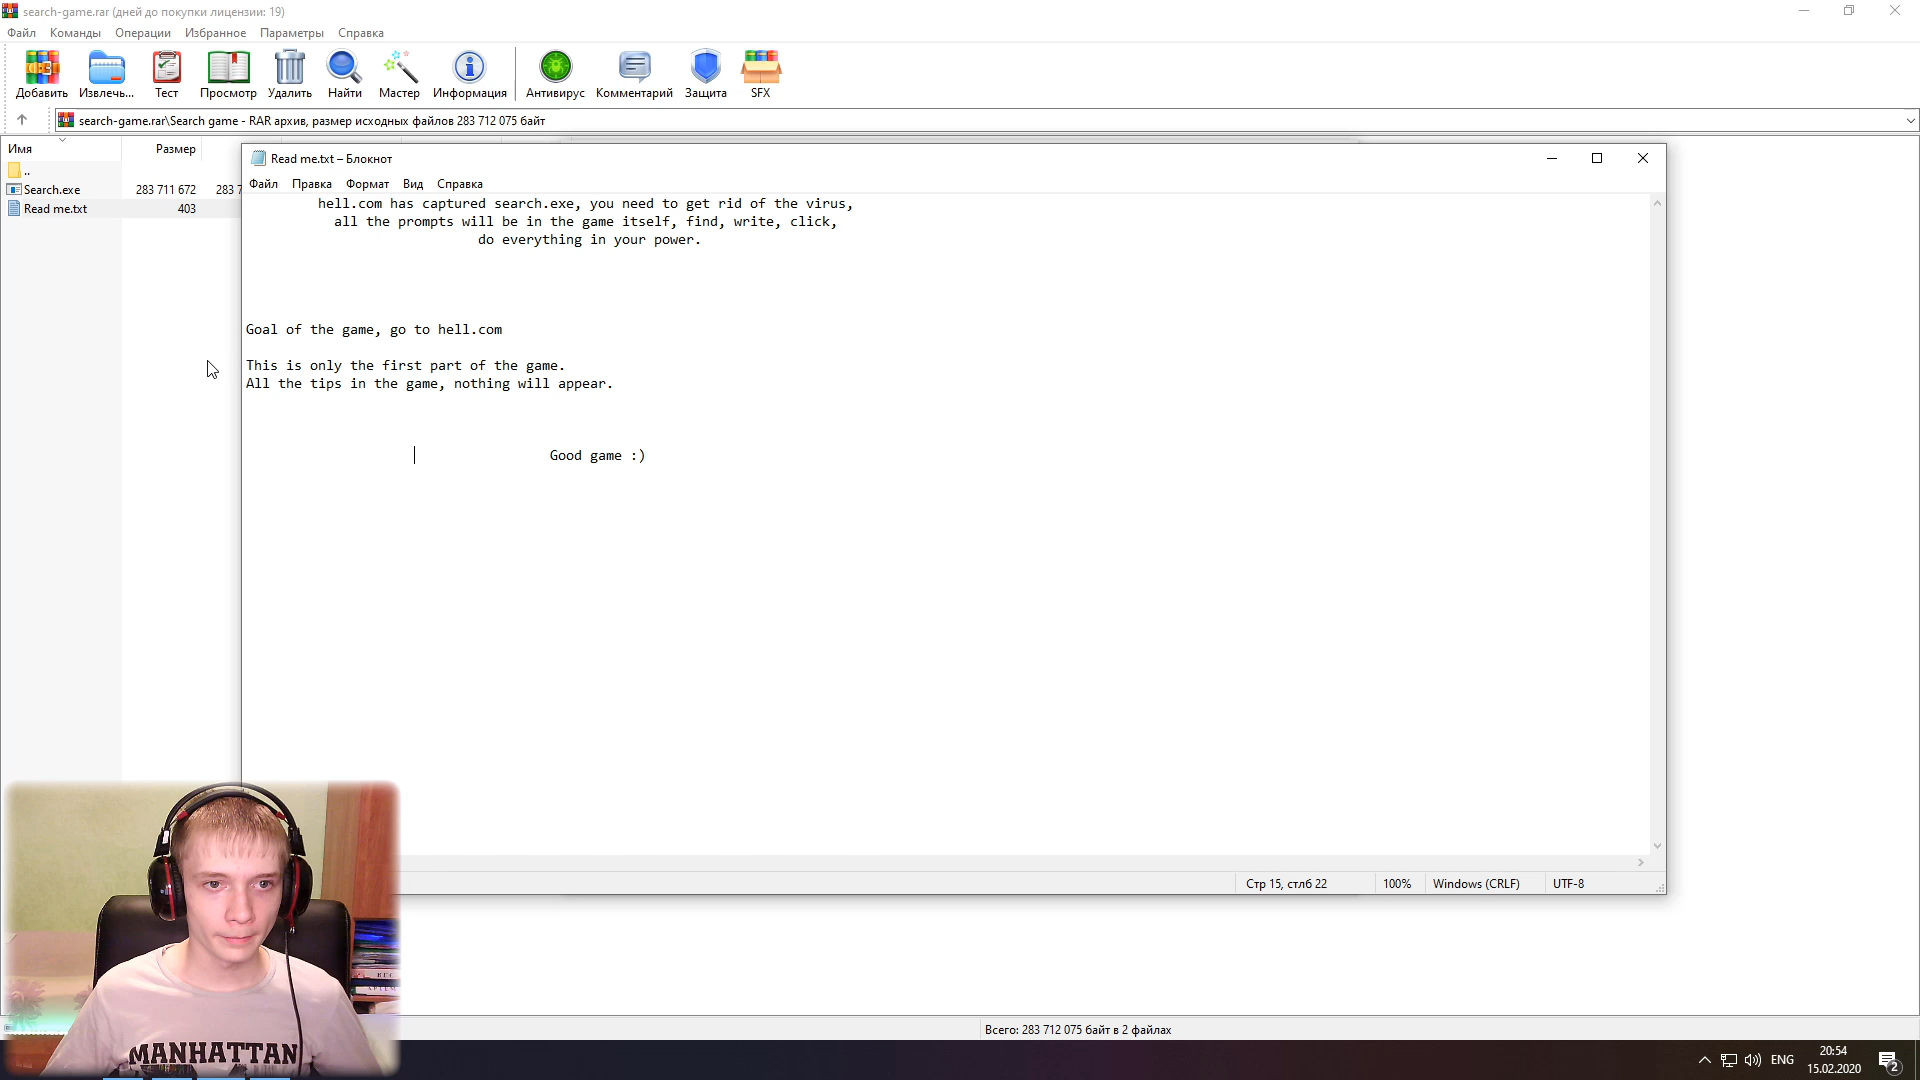 search-game.rar (дней до покупки лицензии: 19)
Файл Команды Операции Избранное Параметры Справка
Добавить Извлечь... Тест Просмотр Удалить Найти Мастер Информация Антивирус Комментарий Защита SFX
search-game.rar\Search game - RAR архив, размер исходных файлов 283 712 075 байт
Имя Размер
..
Search.exe 283 711 672 283 7
Read me.txt 403
Read me.txt – Блокнот
Файл Правка Формат Вид Справка
hell.com has captured search.exe, you need to get rid of the virus,
all the prompts will be in the game itself, find, write, click,
do everything in your power.
Goal of the game, go to hell.com
This is only the first part of the game.
All the tips in the game, nothing will appear.
Good game :)
Стр 15, стлб 22 100% Windows (CRLF) UTF-8
MANHATTAN
Всего: 283 712 075 байт в 2 файлах
ENG 20:54
15.02.2020
2